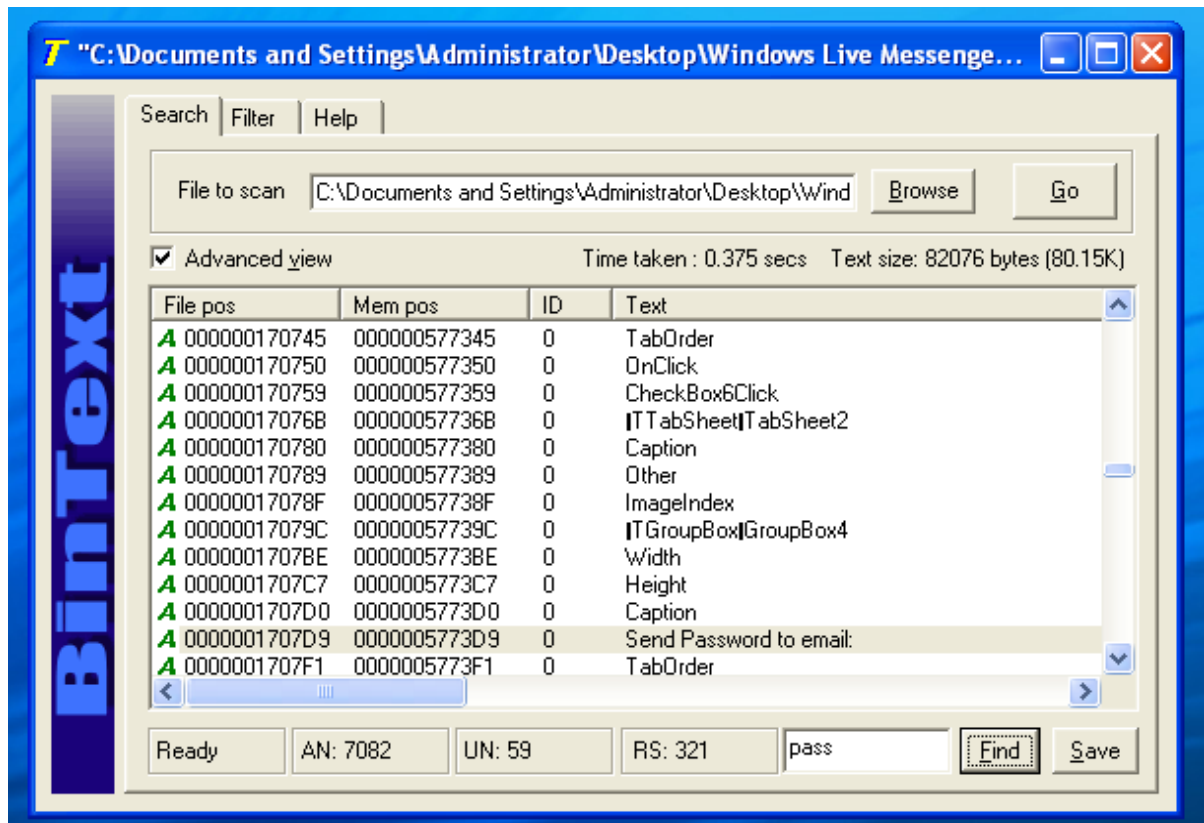 "C:\Documents and Settings\Administrator\Desktop\Windows Live Messenge...
Search Filter Help
File to scan C:\Documents and Settings\Administrator\Desktop\Wind Browse Go
Advanced view Time taken : 0.375 secs Text size: 82076 bytes (80.15K)
File pos Mem pos ID Text
A 000000170745 000000577345 0 TabOrder
A 000000170750 000000577350 0 OnClick
A 000000170759 000000577359 0 CheckBox6Click
A 00000017076B 00000057736B 0 TTabSheet TabSheet2
A 000000170780 000000577380 0 Caption
A 000000170789 000000577389 0 Other
A 00000017078F 00000057738F 0 ImageIndex
A 00000017079C 00000057739C 0 TGroupBox GroupBox4
A 0000001707BE 0000005773BE 0 Width
A 0000001707C7 0000005773C7 0 Height
A 0000001707D0 0000005773D0 0 Caption
A 0000001707D9 0000005773D9 0 Send Password to email:
A 0000001707F1 0000005773F1 0 TabOrder
Ready AN: 7082 UN: 59 RS: 321 pass Find Save
BinText